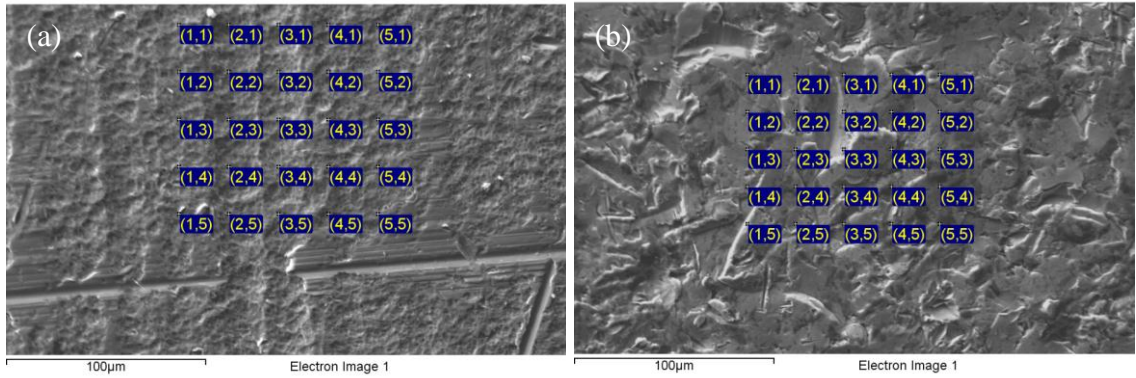 (a)
(1,1) (2,1) (3,1) (4,1) (5,1)
(1,2) (2,2) (3,2) (4,2) (5,2)
(1,3) (2,3) (3,3) (4,3) (5,3)
(1,4) (2,4) (3,4) (4,4) (5,4)
(1,5) (2,5) (3,5) (4,5) (5,5)
100µm
Electron Image 1
(b)
(1,1) (2,1) (3,1) (4,1) (5,1)
(1,2) (2,2) (3,2) (4,2) (5,2)
(1,3) (2,3) (3,3) (4,3) (5,3)
(1,4) (2,4) (3,4) (4,4) (5,4)
(1,5) (2,5) (3,5) (4,5) (5,5)
100µm
Electron Image 1